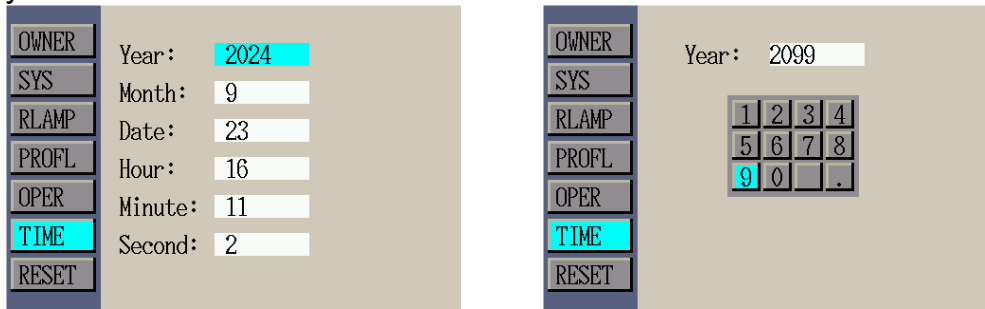 OWNER
SYS
RLAMP
PROFL
OPER
TIME
RESET
Year: 2024
Month: 9
Date: 23
Hour: 16
Minute: 11
Second: 2
OWNER
SYS
RLAMP
PROFL
OPER
TIME
RESET
Year: 2099
1 2 3 4
5 6 7 8
9 0 .